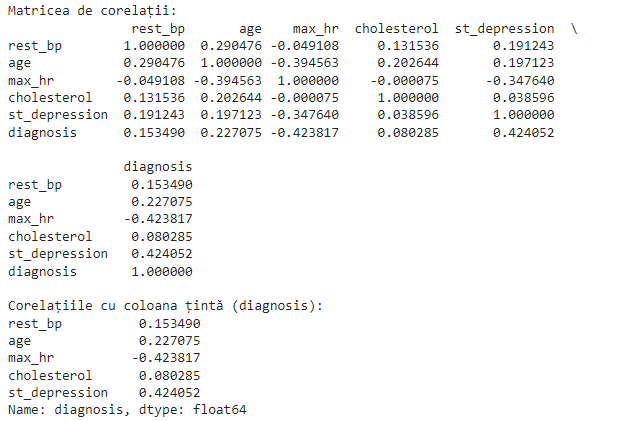 Matricea de corelații:
rest_bp age max_hr cholesterol st_depression \
rest_bp 1.000000 0.290476 -0.049108 0.131536 0.191243
age 0.290476 1.000000 -0.394563 0.202644 0.197123
max_hr -0.049108 -0.394563 1.000000 -0.000075 -0.347640
cholesterol 0.131536 0.202644 -0.000075 1.000000 0.038596
st_depression 0.191243 0.197123 -0.347640 0.038596 1.000000
diagnosis 0.153490 0.227075 -0.423817 0.080285 0.424052
diagnosis
rest_bp 0.153490
age 0.227075
max_hr -0.423817
cholesterol 0.080285
st_depression 0.424052
diagnosis 1.000000
Corelațiile cu coloana țintă (diagnosis):
rest_bp 0.153490
age 0.227075
max_hr -0.423817
cholesterol 0.080285
st_depression 0.424052
Name: diagnosis, dtype: float64